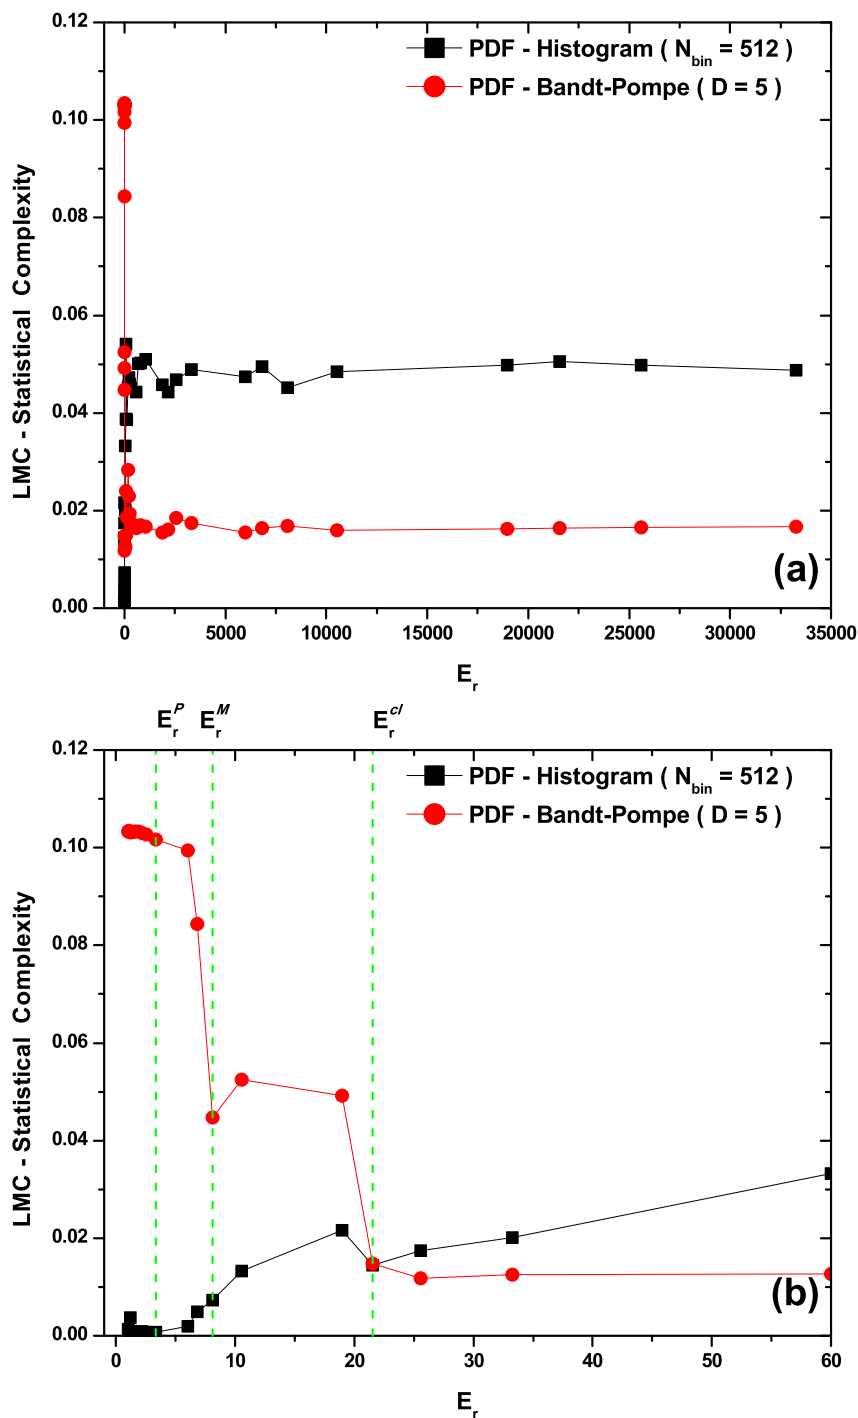 0.12
0.10
0.08
0.06
0.04
0.02
0.00
LMC - Statistical Complexity
PDF - Histogram ( N_bin = 512 )
PDF - Bandt-Pompe ( D = 5 )
(a)
0 5000 10000 15000 20000 25000 30000 35000
E_r
E_r^P E_r^M E_r^cl
0.12
0.10
0.08
0.06
0.04
0.02
0.00
LMC - Statistical Complexity
PDF - Histogram ( N_bin = 512 )
PDF - Bandt-Pompe ( D = 5 )
(b)
0 10 20 30 40 50 60
E_r